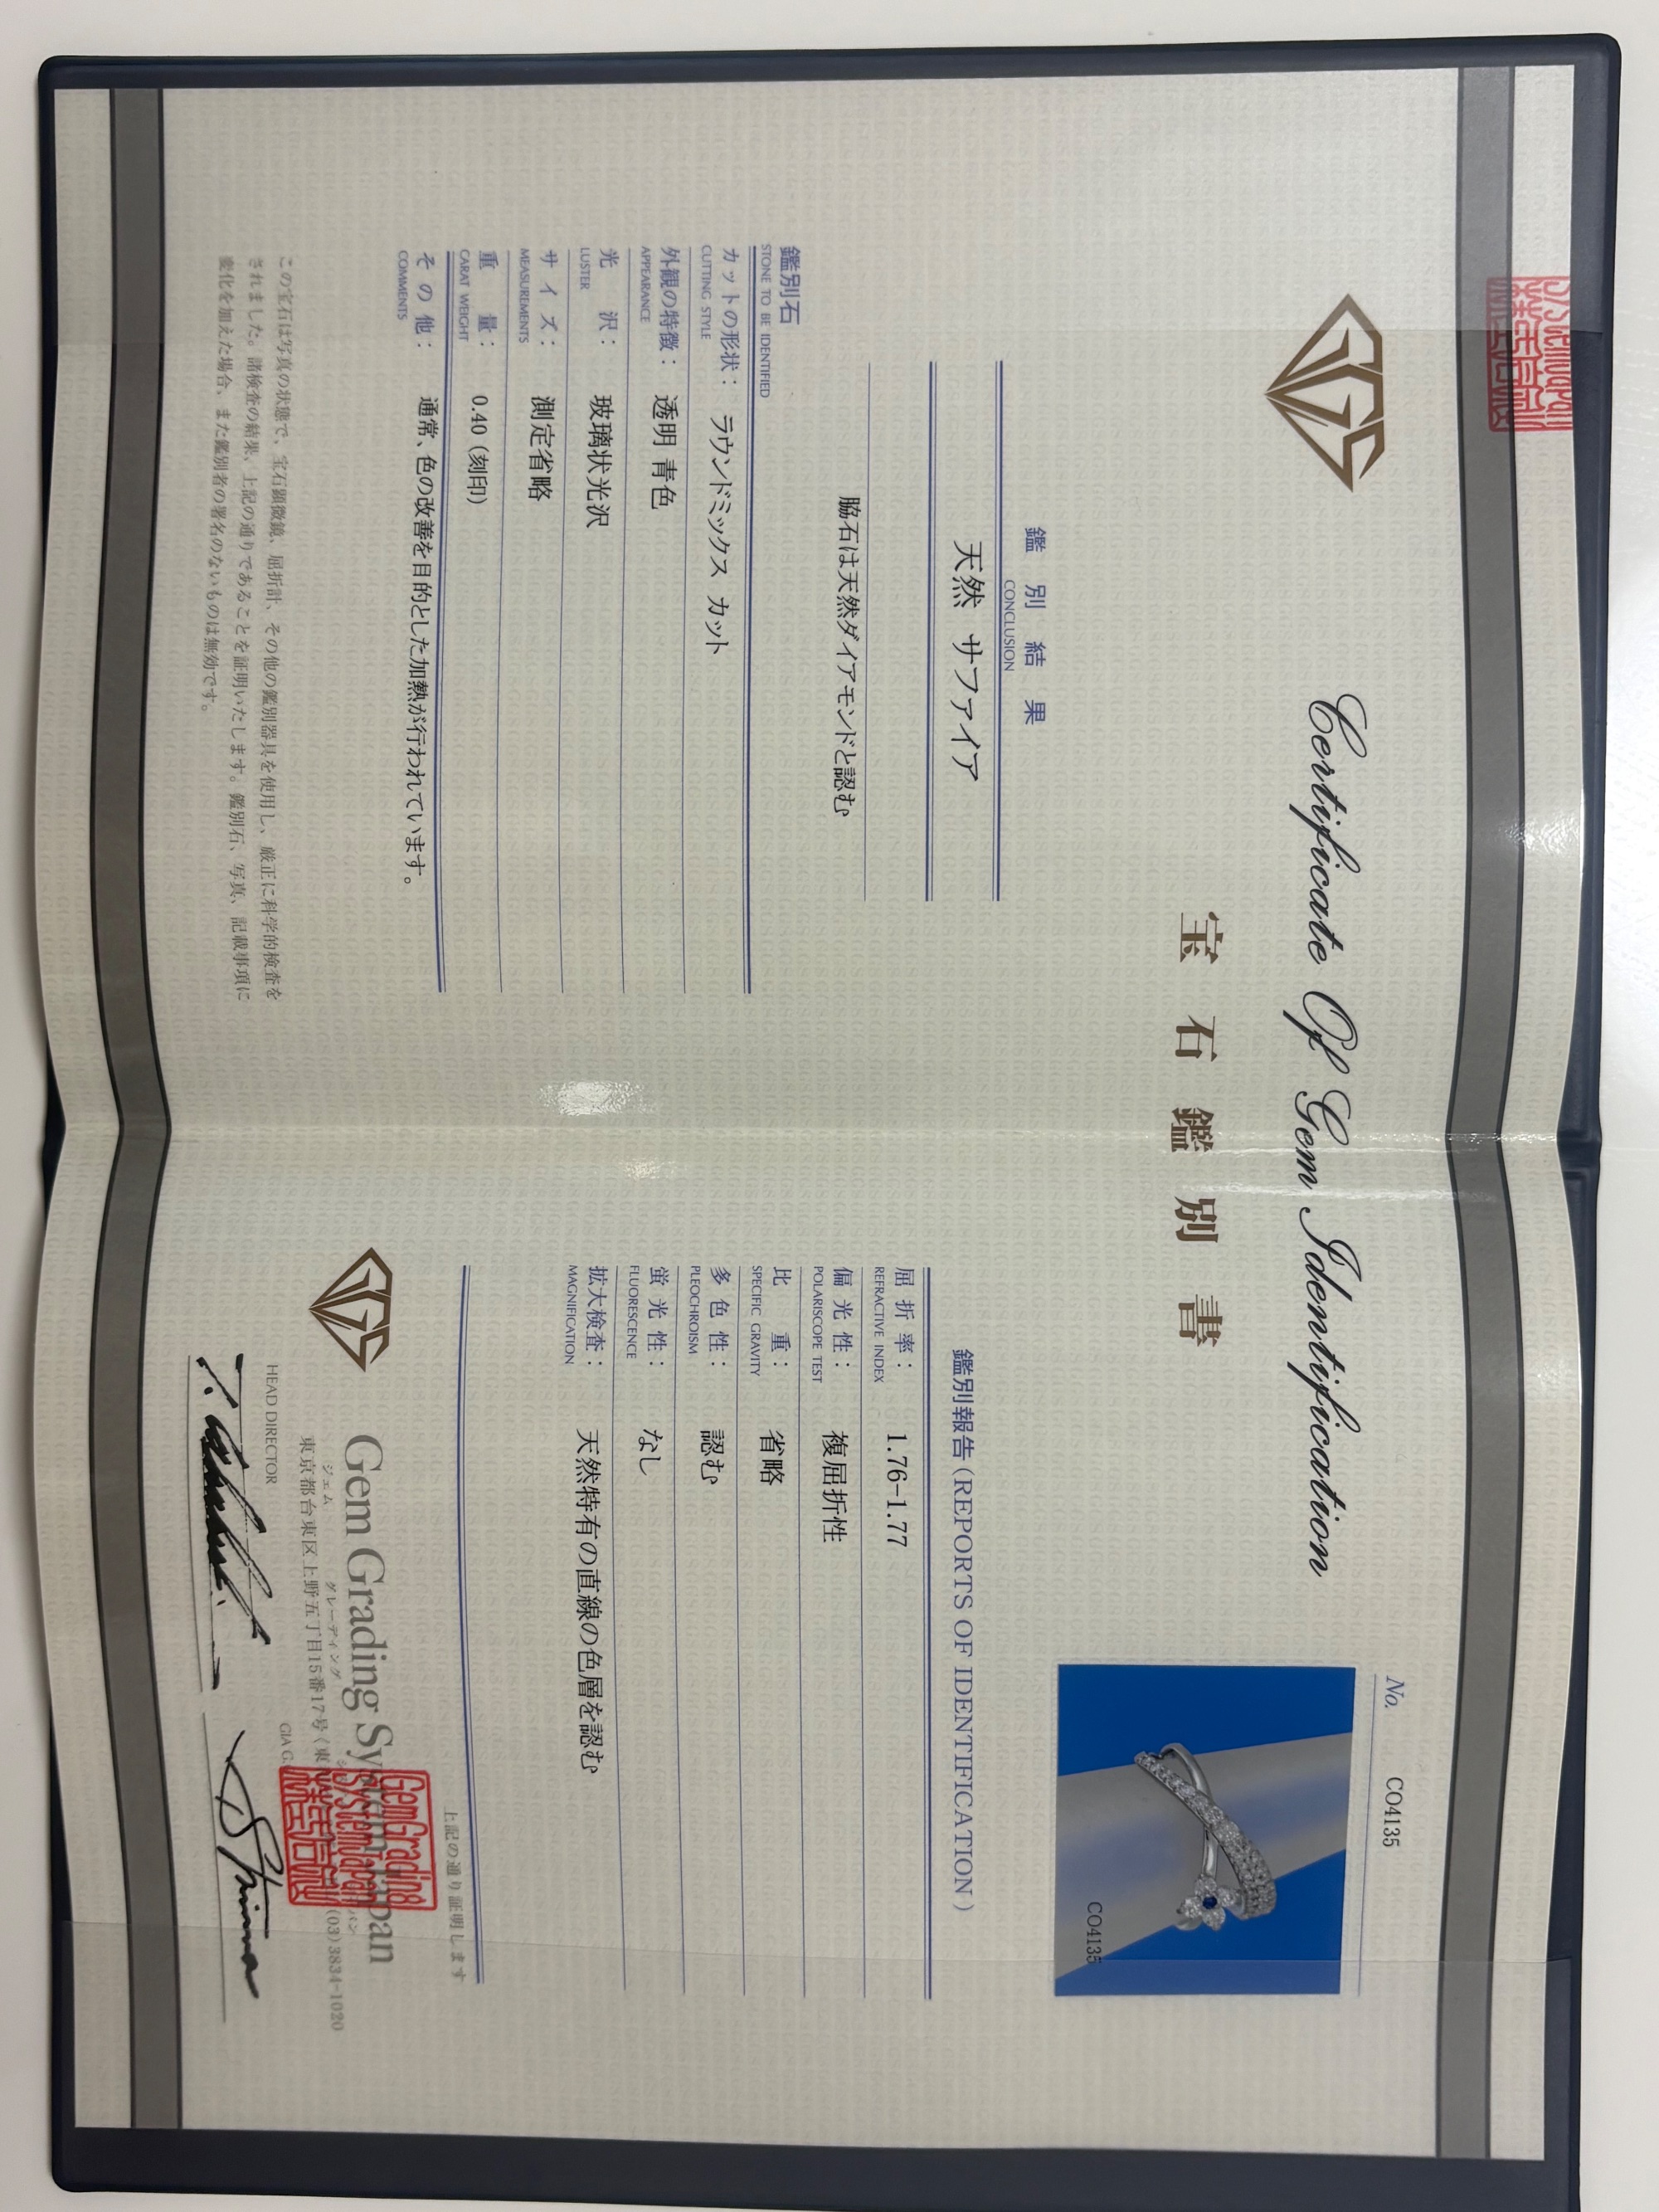 GGS
Certificate Of Gem Identification
宝石鑑別書
No. CO4135
CO4135
鑑別結果
CONCLUSION
天然 サファイア
脇石は天然ダイアモンドと認む
鑑別石
STONE TO BE IDENTIFIED
カットの形状: ラウンドミックス カット
CUTTING STYLE
外観の特徴: 透明 青色
APPEARANCE
光沢: 玻璃状光沢
LUSTER
サイズ: 測定省略
MEASUREMENTS
重量: 0.40 (刻印)
CARAT WEIGHT
その他: 通常、色の改善を目的とした加熱が行われています。
COMMENTS
この宝石は写真の状態で、宝石顕微鏡、屈折計、その他の鑑別器具を使用し、厳正に科学的検査を
されました。諸検査の結果、上記の通りであることを証明いたします。鑑別石、写真、記載事項に
変化を加えた場合、また鑑別者の署名のないものは無効です。
鑑別報告 (REPORTS OF IDENTIFICATION)
屈折率: 1.76-1.77
REFRACTIVE INDEX
偏光性: 複屈折性
POLARISCOPE TEST
比重: 省略
SPECIFIC GRAVITY
多色性: 認む
PLEOCHROISM
蛍光性: なし
FLUORESCENCE
拡大検査: 天然特有の直線の色層を認む
MAGNIFICATION
上記の通り証明します
GGS
Gem Grading System Japan
ジェム グレーディング
東京都台東区上野五丁目15番17号(東 (03)3834-1020
HEAD DIRECTOR
GIA G.
GemGrading
SystemJapan